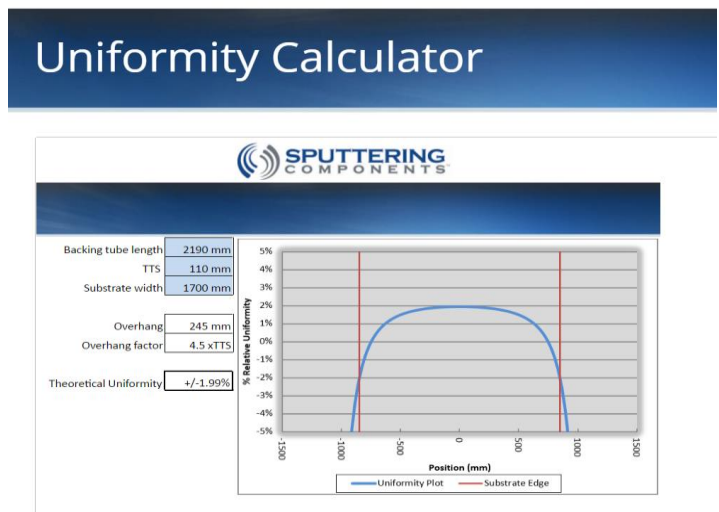 Uniformity Calculator
SPUTTERING
COMPONENTS
Backing tube length 2190 mm
TTS 110 mm
Substrate width 1700 mm
Overhang 245 mm
Overhang factor 4.5 xTTS
Theoretical Uniformity +/-1.99%
% Relative Uniformity
5%
4%
3%
2%
1%
0%
-1%
-2%
-3%
-4%
-5%
-1500 -1000 -500 0 500 1000 1500
Position (mm)
Uniformity Plot Substrate Edge